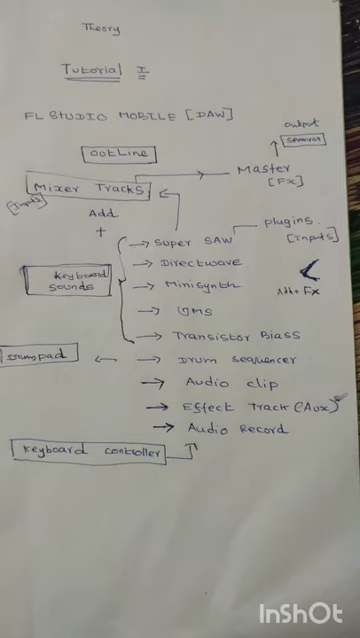 Theory
Tutorial I
FL STUDIO MOBILE [DAW]
output
OutLine
Master
[Fx]
Mixer Tracks
[Inputs]
Add
+
plugins.
[Inputs]
Super SAW
Directwave
Keyboard
Sounds
Minisynth
Add+ Fx
GMS
Transistor Biass
Drumpad
Drum sequencer
Audio clip
Effect Track (Aux)
Audio Record
Keyboard controller
InShOt